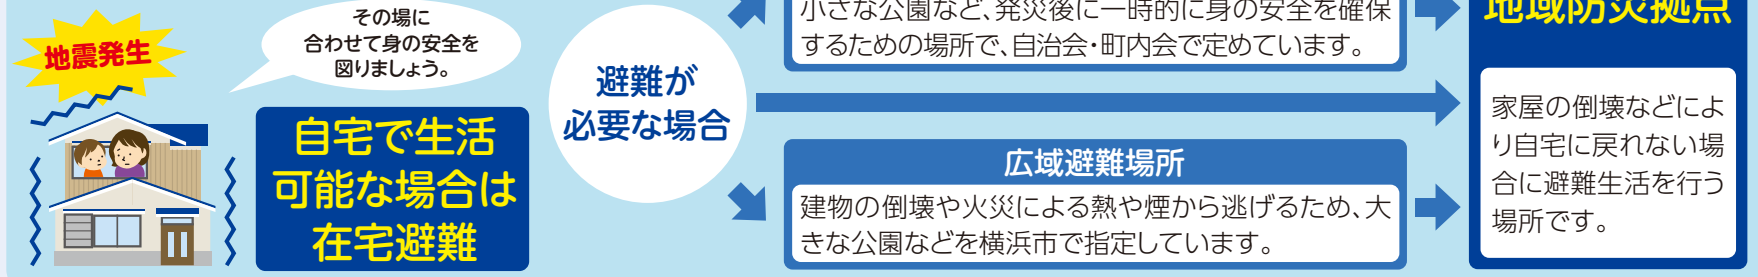 地震発生
その場に
合わせて身の安全を
図りましょう。
自宅で生活
可能な場合は
在宅避難
避難が
必要な場合
小さな公園など、発災後に一時的に身の安全を確保
するための場所で、自治会・町内会で定めています。
広域避難場所
建物の倒壊や火災による熱や煙から逃げるため、大
きな公園などを横浜市で指定しています。
地域防災拠点
家屋の倒壊などによ
り自宅に戻れない場
合に避難生活を行う
場所です。